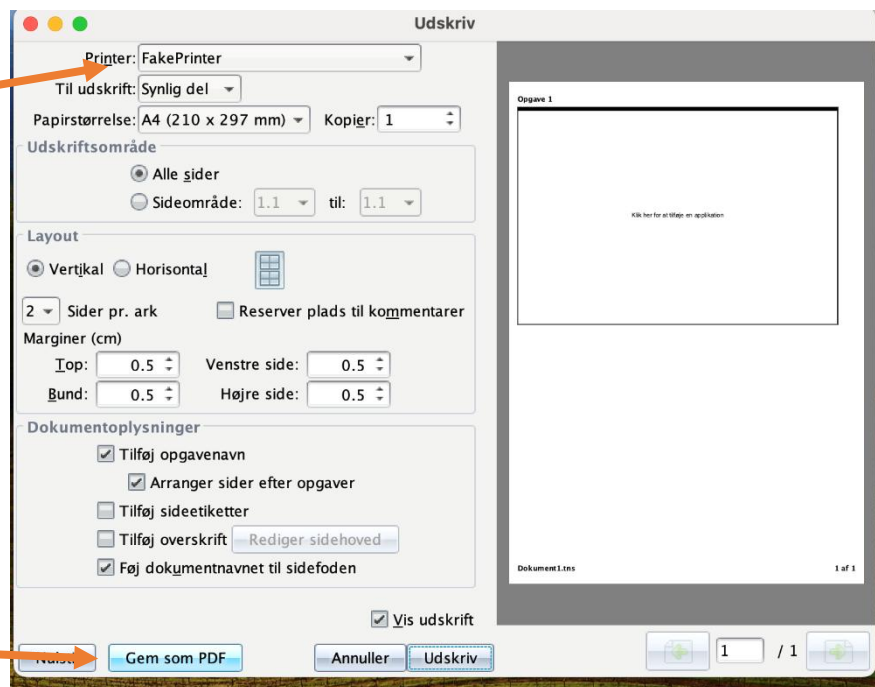 Udskriv
Printer: FakePrinter
Til udskrift: Synlig del
Papirstørrelse: A4 (210 x 297 mm) Kopier: 1
Udskriftsområde
Alle sider
Sideområde: 1.1 til: 1.1
Layout
Vertikal Horisontal
2 Sider pr. ark Reserver plads til kommentarer
Marginer (cm)
Top: 0.5 Venstre side: 0.5
Bund: 0.5 Højre side: 0.5
Dokumentoplysninger
Tilføj opgavenavn
Arranger sider efter opgaver
Tilføj sideetiketter
Tilføj overskrift Rediger sidehoved
Føj dokumentnavnet til sidefoden
Vis udskrift
Gem som PDF Annuller Udskriv
Opgave 1
Klik her for at tilføje en applikation
Dokument1.tns 1 af 1
1 / 1